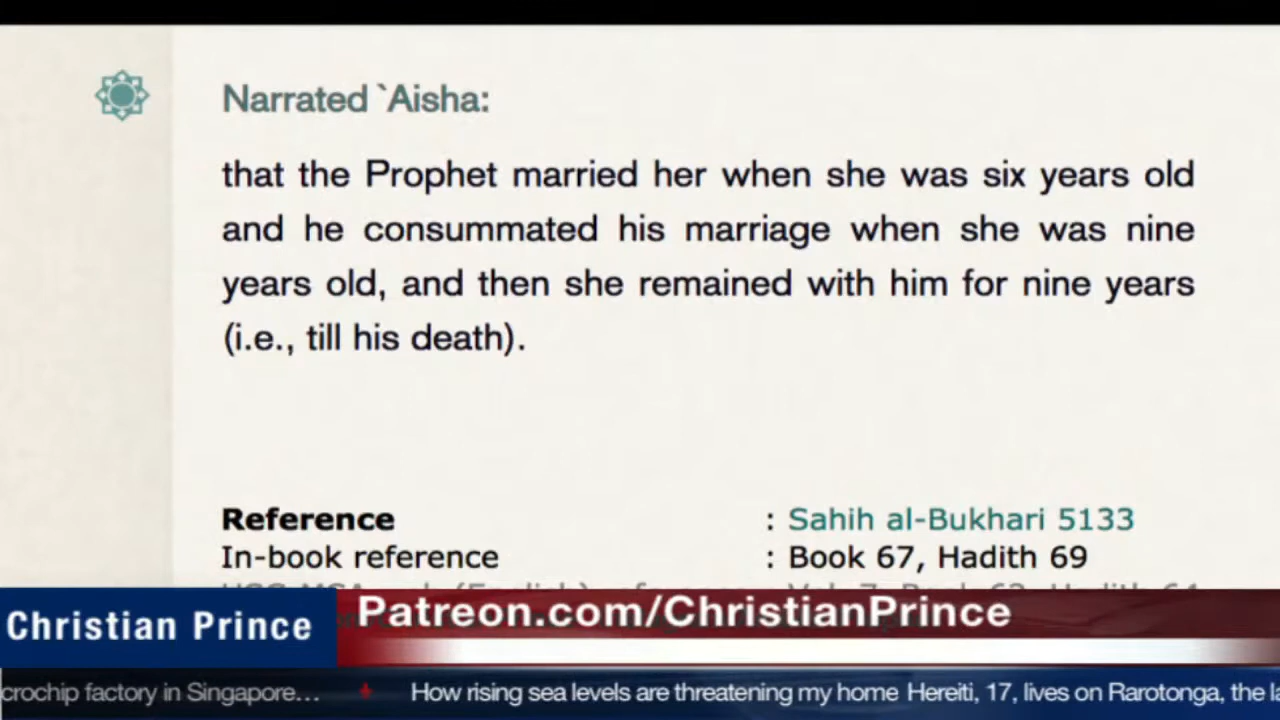 Narrated `Aisha:
that the Prophet married her when she was six years old
and he consummated his marriage when she was nine
years old, and then she remained with him for nine years
(i.e., till his death).
Reference : Sahih al-Bukhari 5133
In-book reference : Book 67, Hadith 69
Christian Prince
Patreon.com/ChristianPrince
crochip factory in Singapore... How rising sea levels are threatening my home Hereiti, 17, lives on Rarotonga, the la